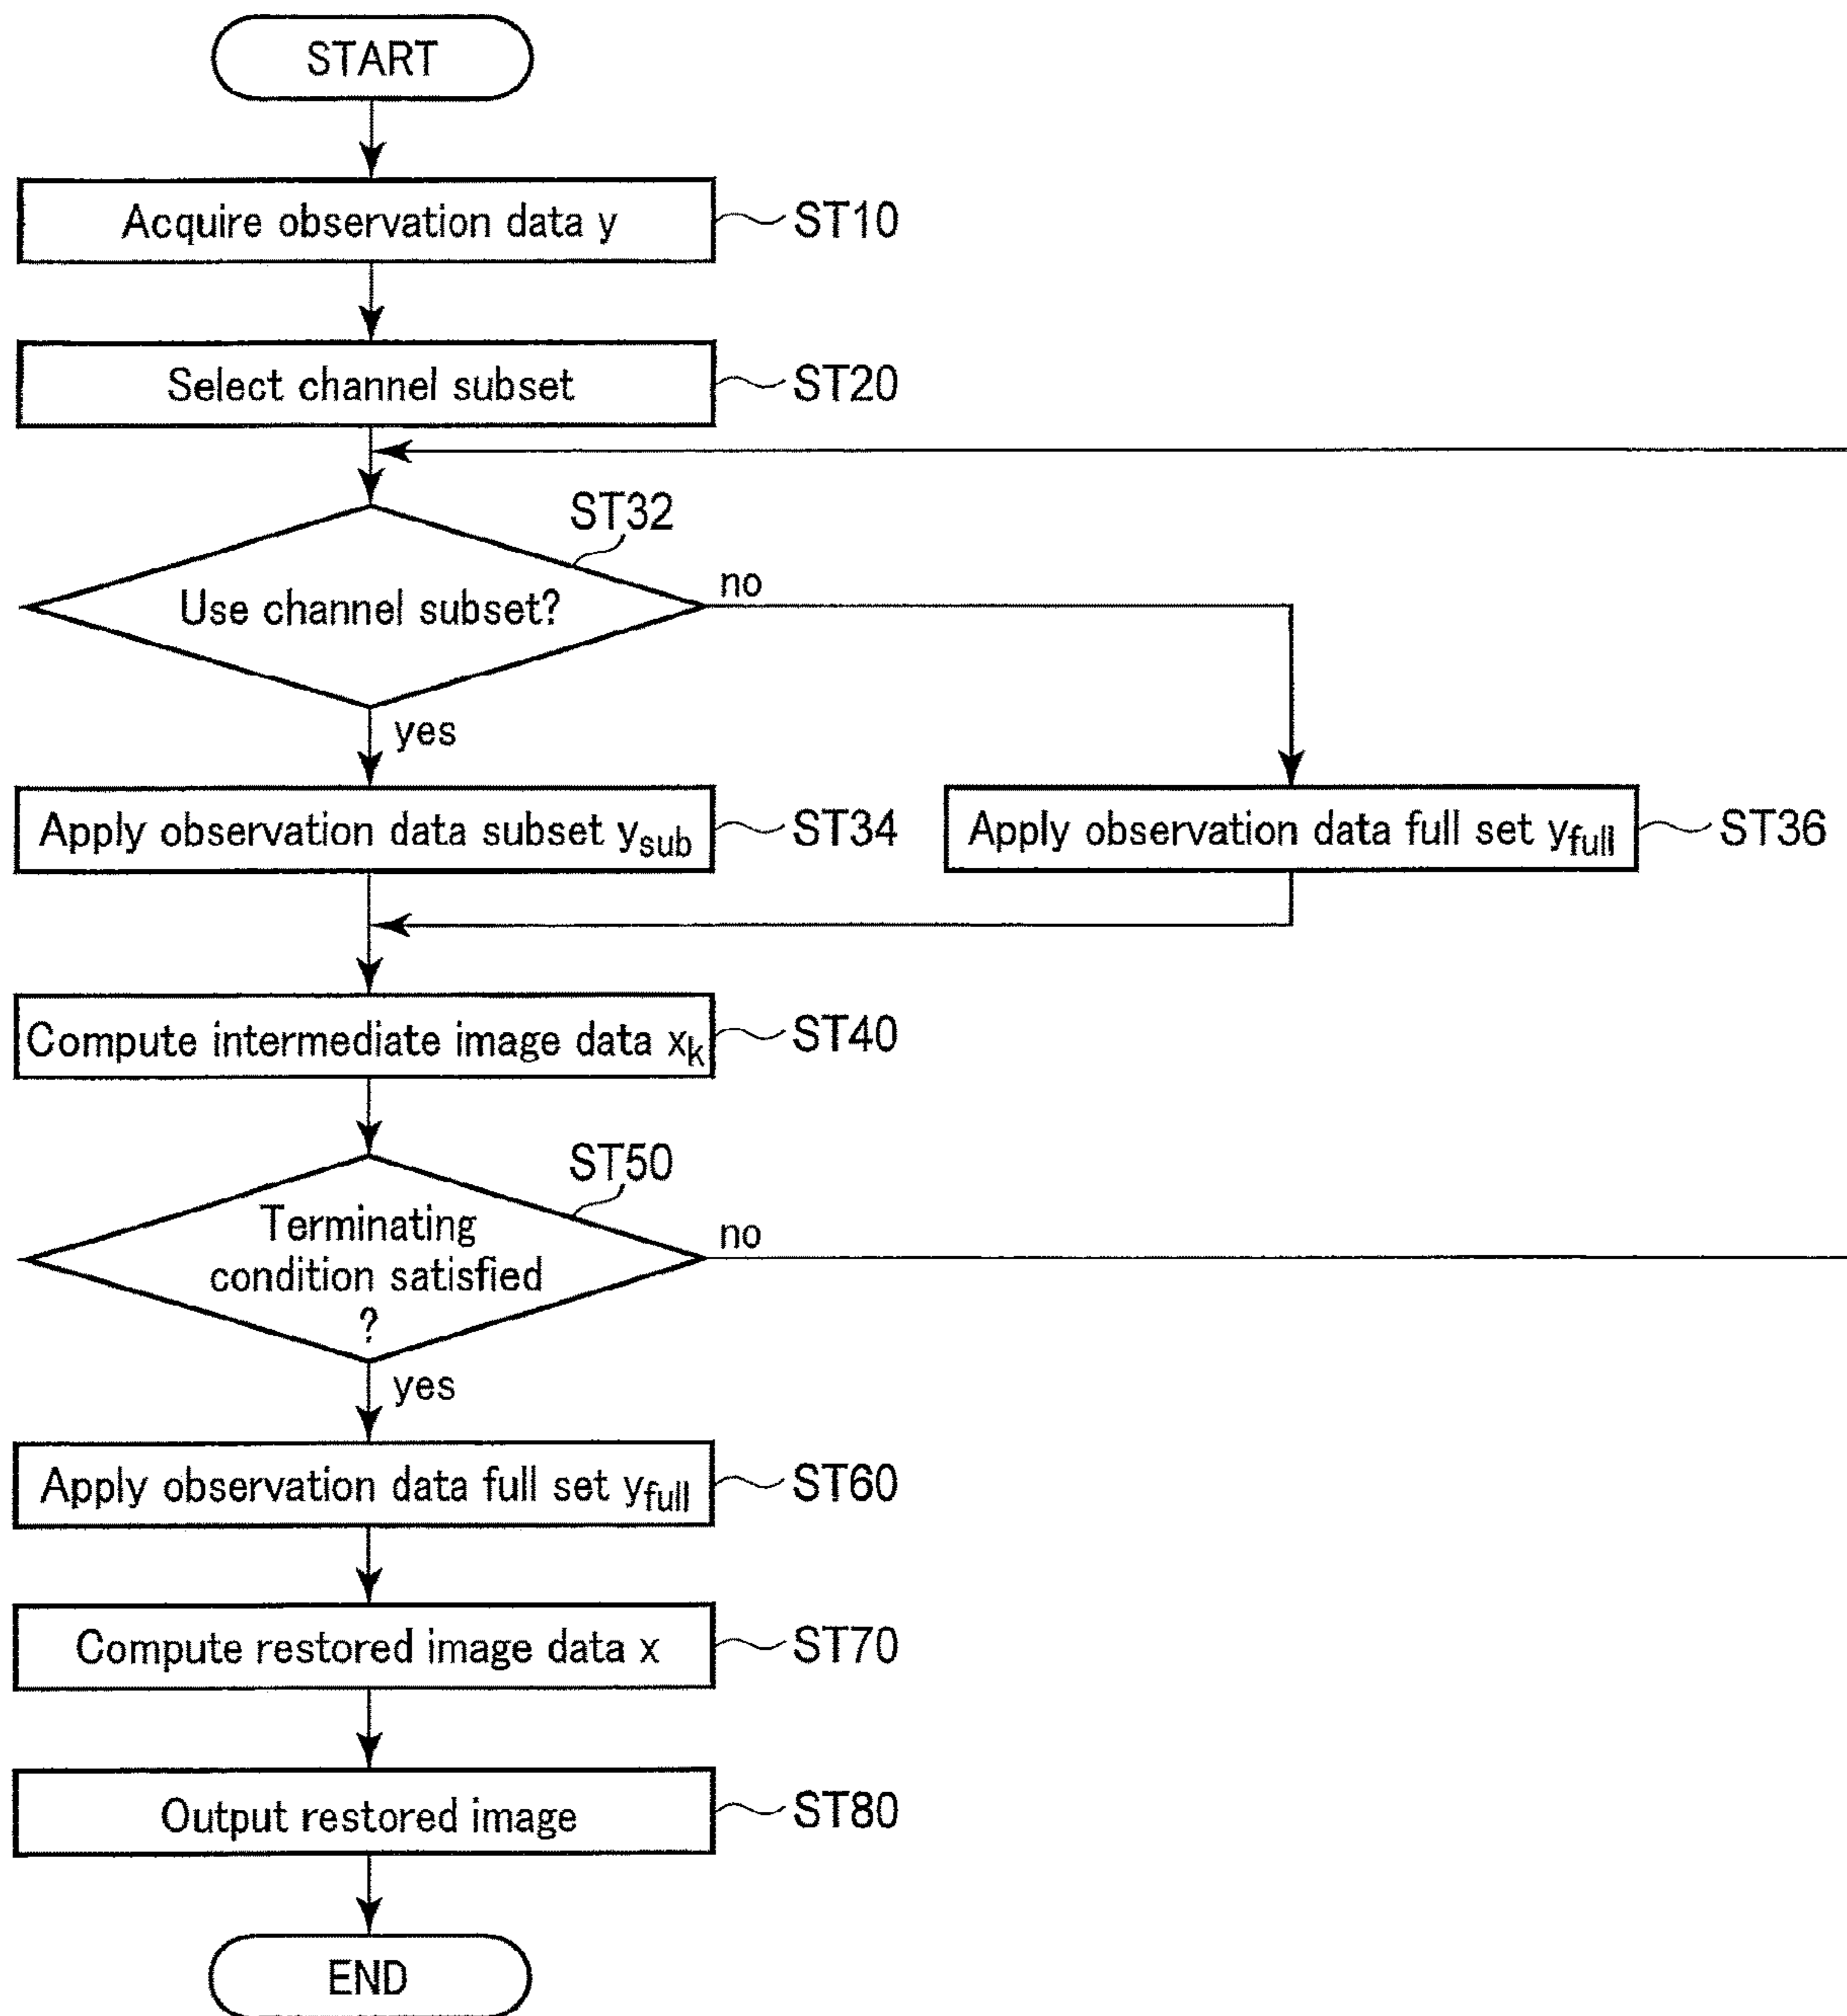 START
Acquire observation data y
ST10
Select channel subset
ST20
ST32
Use channel subset?
no
yes
Apply observation data subset ysub
ST34
Apply observation data full set yfull
ST36
Compute intermediate image data xk
ST40
ST50
Terminating
condition satisfied
?
no
yes
Apply observation data full set yfull
ST60
Compute restored image data x
ST70
Output restored image
ST80
END